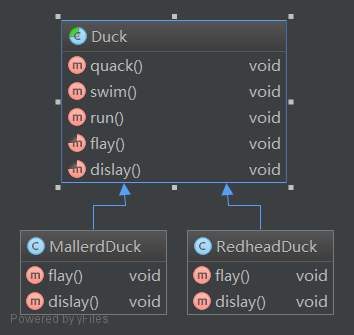 Duck
quack() void
swim() void
run() void
flay() void
dislay() void
MallerdDuck
flay() void
dislay() void
RedheadDuck
flay() void
dislay() void
Powered by yFiles